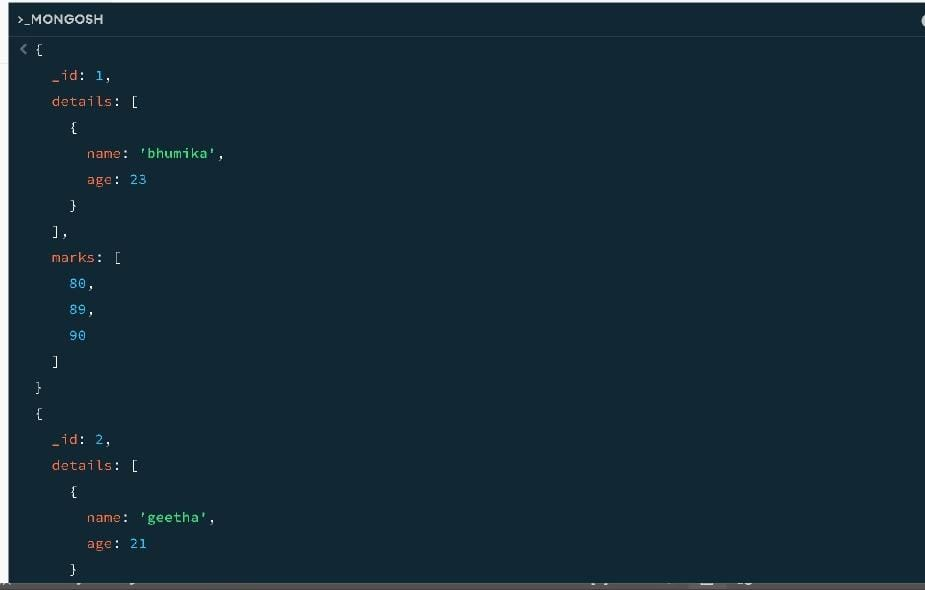 >_MONGOSH
{
_id: 1,
details: [
{
name: 'bhumika',
age: 23
}
],
marks: [
80,
89,
90
]
}
{
_id: 2,
details: [
{
name: 'geetha',
age: 21
}